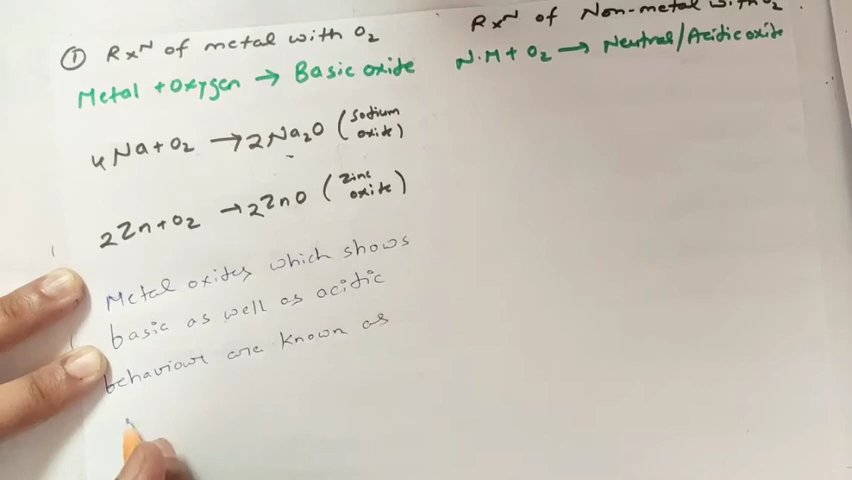 ① RxN of metal with O2
Metal + Oxygen → Basic oxide
4Na + O2 → 2Na2O (Sodium oxide)
2Zn + O2 → 2ZnO (Zinc oxide)
Metal oxides which shows
basic as well as acitic
behaviour are known as
RxN of Non-metal with O2
N.M + O2 → Neutral/Acitic oxide